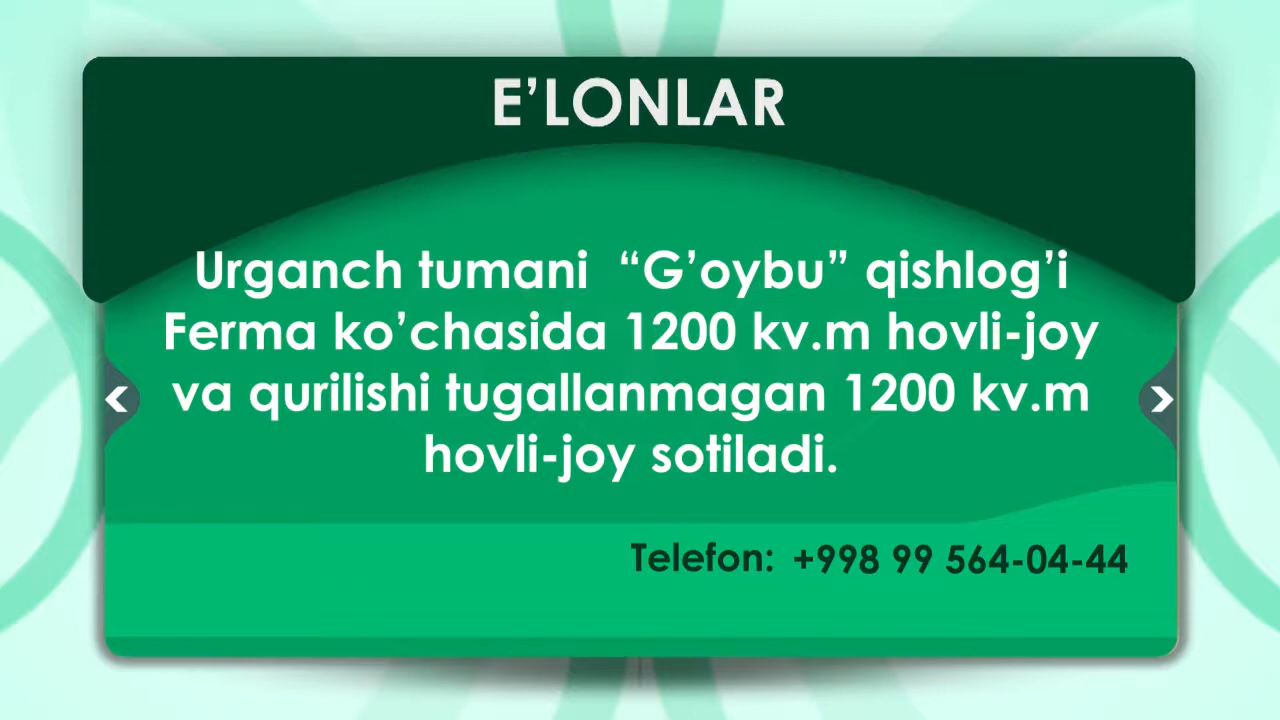 E’LONLAR
Urganch tumani “G’oybu” qishlog’i
Ferma ko’chasida 1200 kv.m hovli-joy
va qurilishi tugallanmagan 1200 kv.m
hovli-joy sotiladi.
Telefon: +998 99 564-04-44